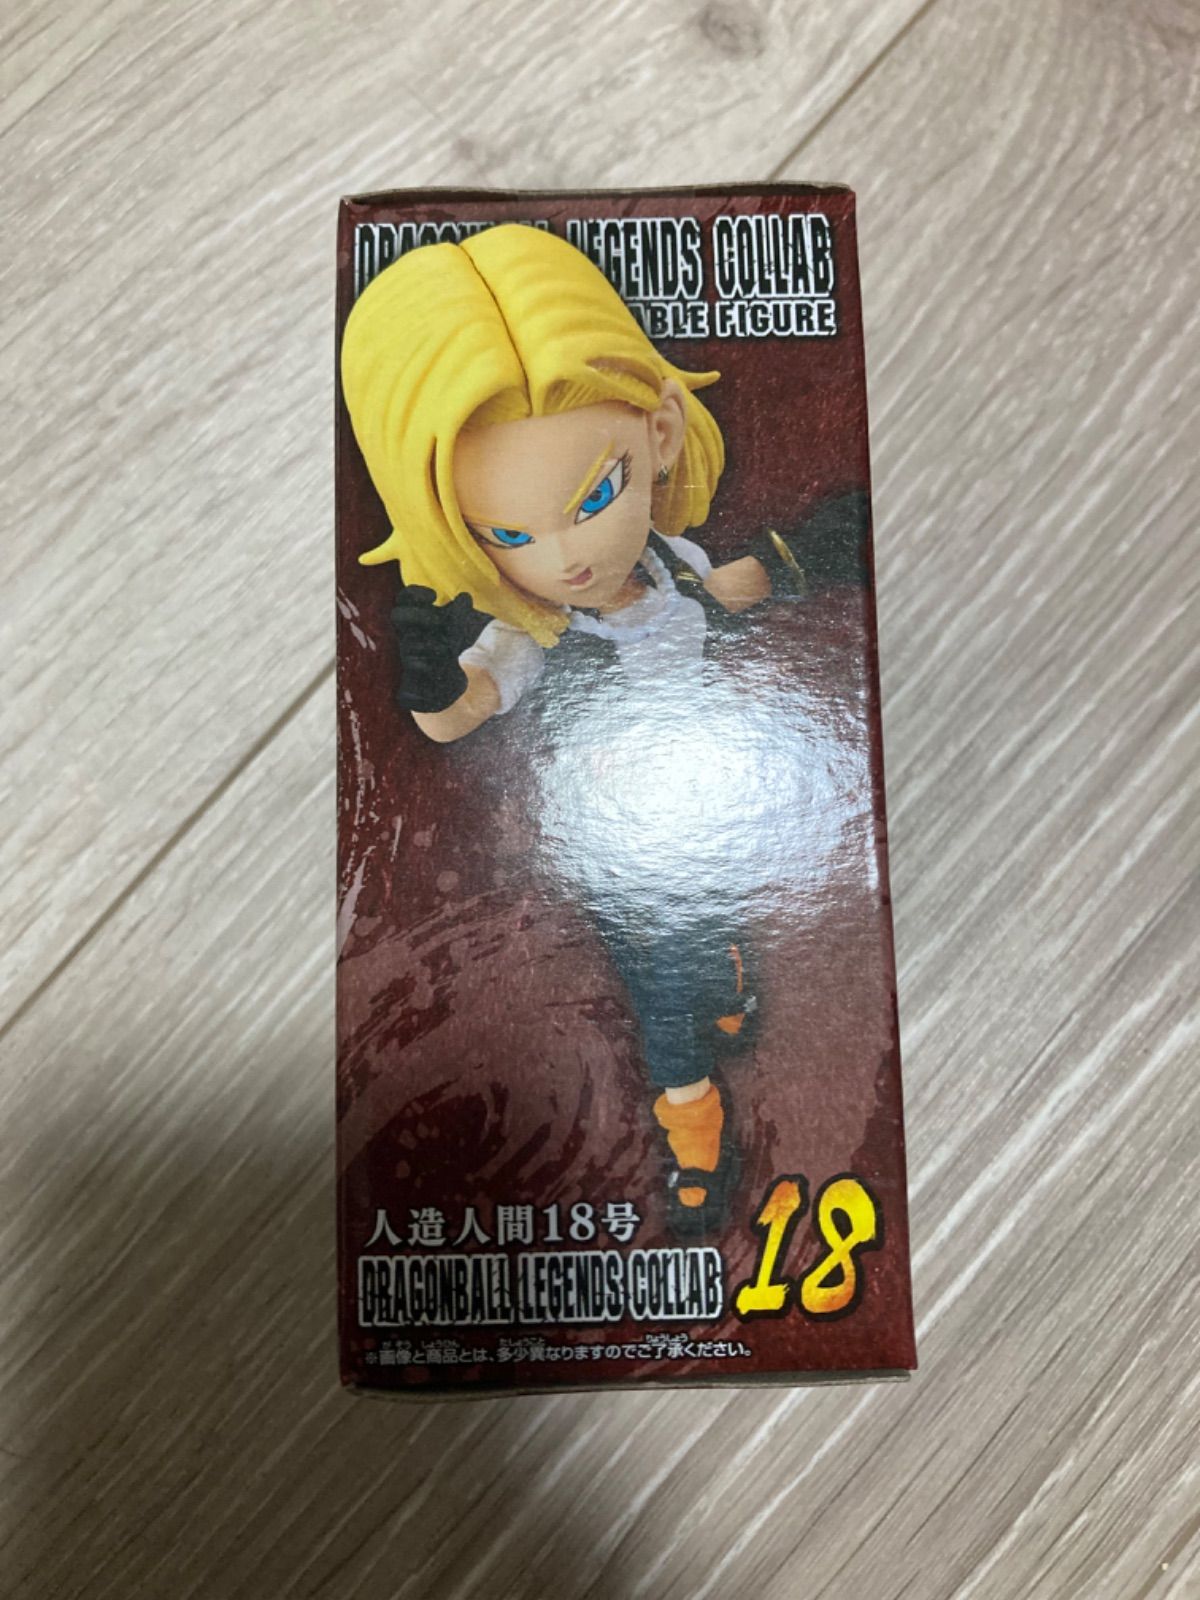 LEGENDS COLLAB
FIGURE
人造人間18号
DRAGONBALL LEGENDS COLLAB
18
※画像と商品とは、多少異なりますのでご了承ください。